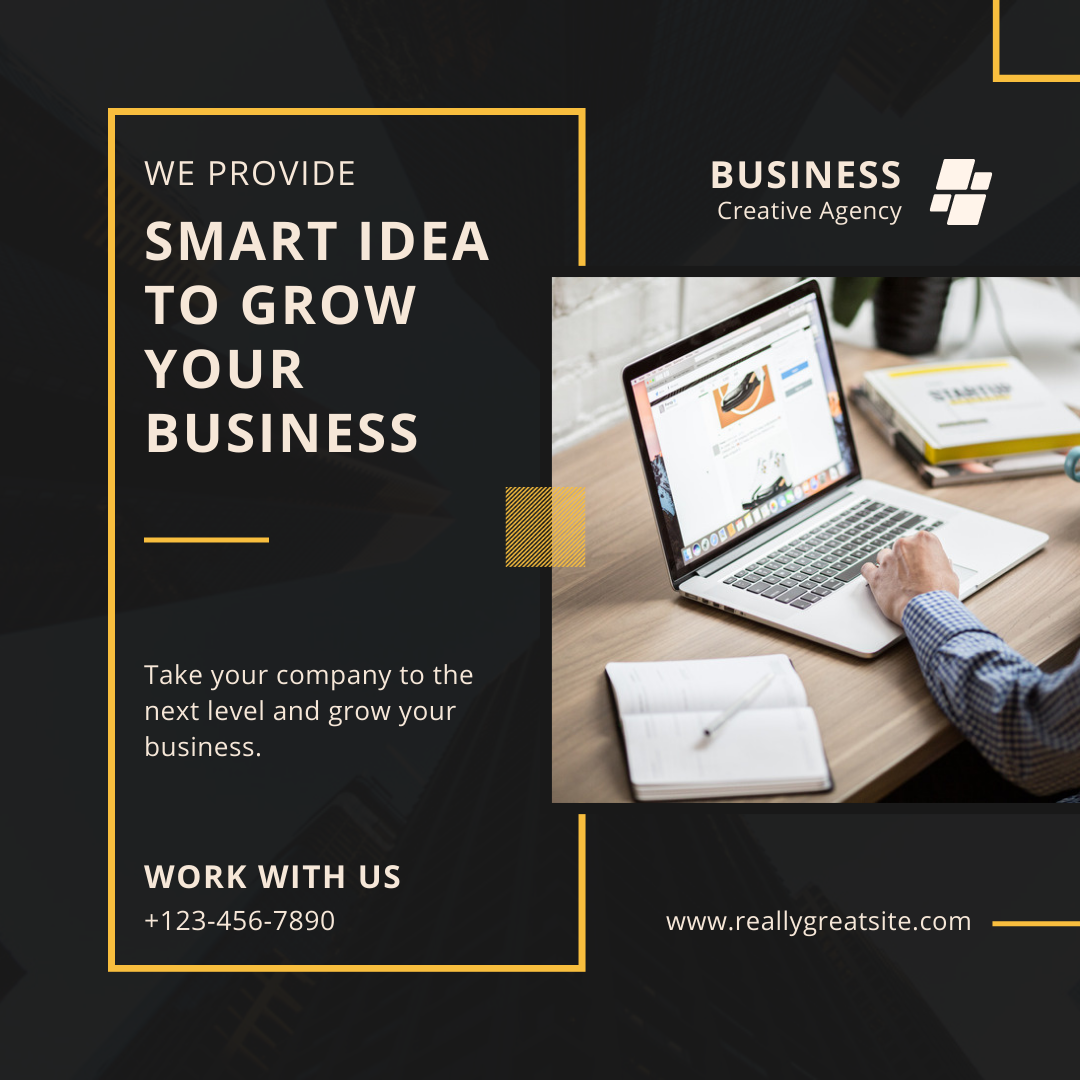 WE PROVIDE
SMART IDEA
TO GROW
YOUR
BUSINESS
Take your company to the
next level and grow your
business.
WORK WITH US
+123-456-7890
BUSINESS
Creative Agency
STARTUP
www.reallygreatsite.com